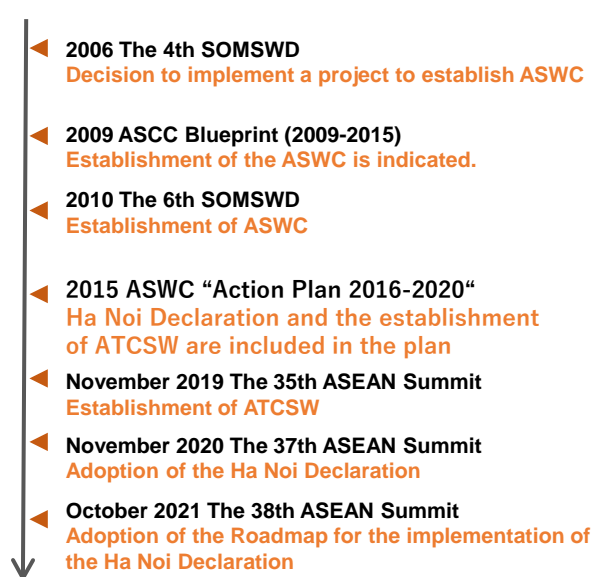 2006 The 4th SOMSWD
Decision to implement a project to establish ASWC
2009 ASCC Blueprint (2009-2015)
Establishment of the ASWC is indicated.
2010 The 6th SOMSWD
Establishment of ASWC
2015 ASWC “Action Plan 2016-2020“
Ha Noi Declaration and the establishment
of ATCSW are included in the plan
November 2019 The 35th ASEAN Summit
Establishment of ATCSW
November 2020 The 37th ASEAN Summit
Adoption of the Ha Noi Declaration
October 2021 The 38th ASEAN Summit
Adoption of the Roadmap for the implementation of
the Ha Noi Declaration